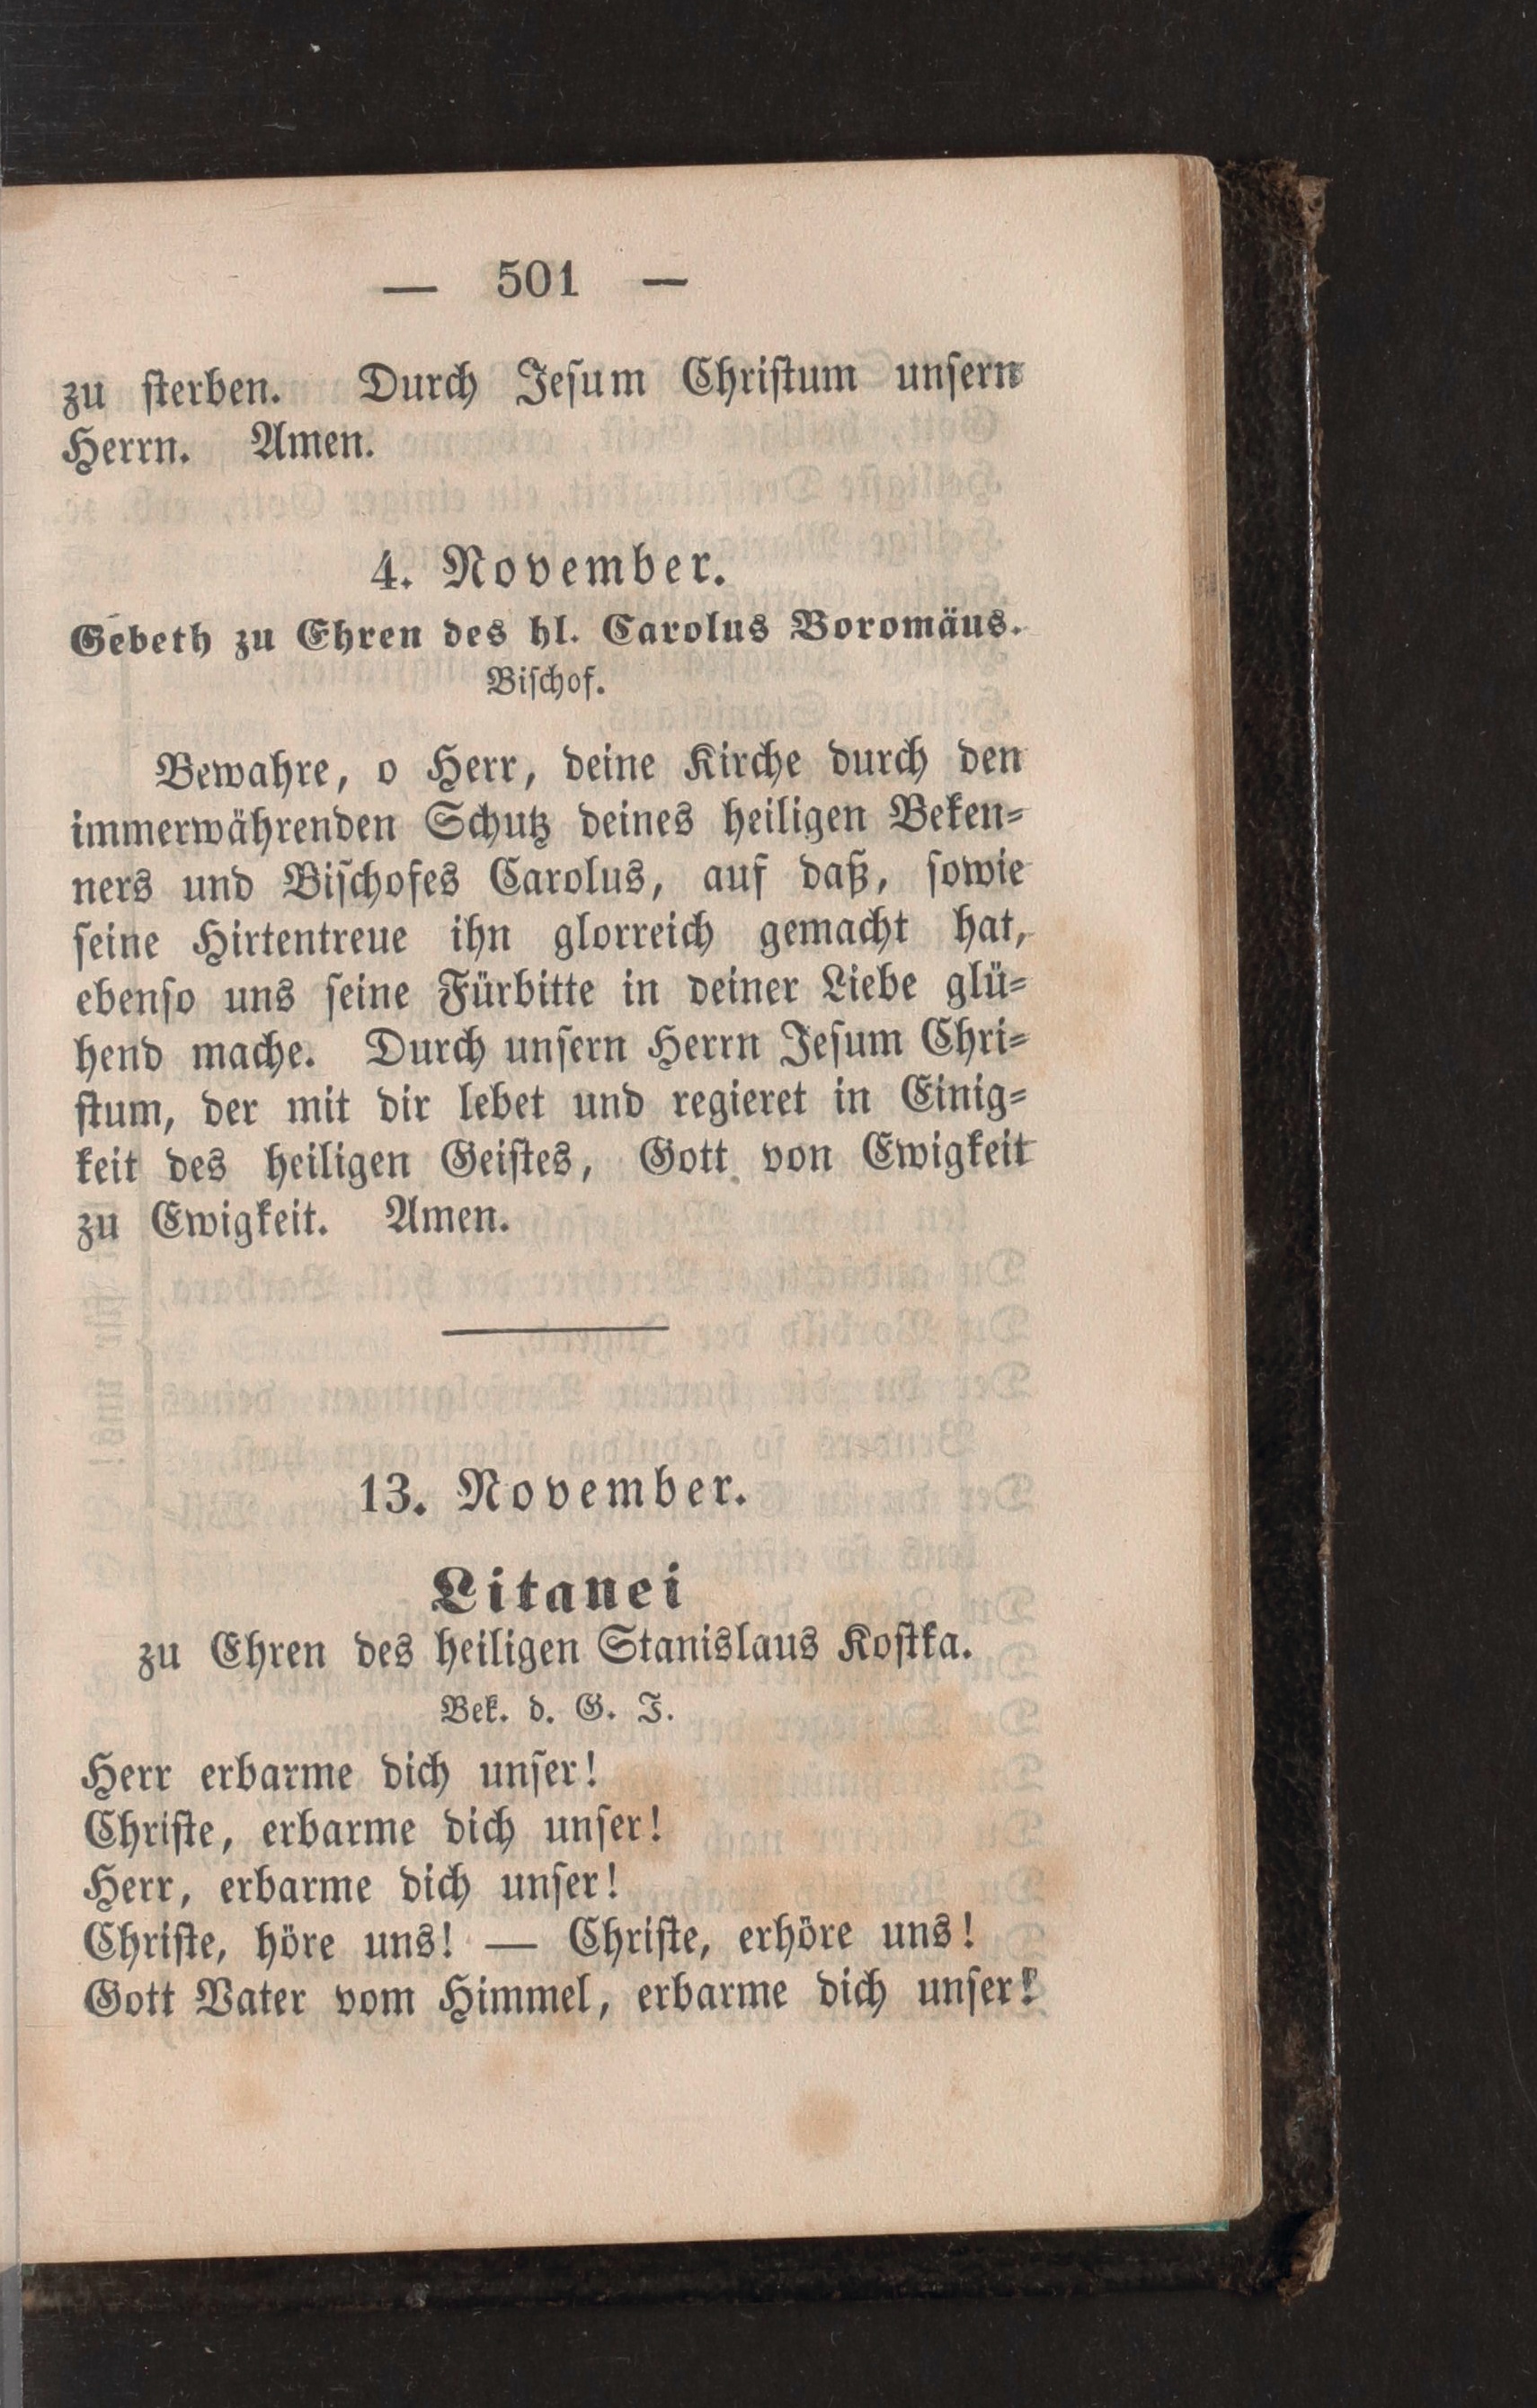 — 501 —
zu sterben. Durch Jesum Christum unsern
Herrn. Amen.
4. November.
Gebeth zu Ehren des hl. Carolus Boromäus.
Bischof.
Bewahre, o Herr, deine Kirche durch den
immerwährenden Schutz deines heiligen Beken-
ners und Bischofes Carolus, auf daß, sowie
seine Hirtentreue ihn glorreich gemacht hat,
ebenso uns seine Fürbitte in deiner Liebe glü-
hend mache. Durch unsern Herrn Jesum Chri-
stum, der mit dir lebet und regieret in Einig-
keit des heiligen Geistes, Gott von Ewigkeit
zu Ewigkeit. Amen.
13. November.
Litanei
zu Ehren des heiligen Stanislaus Kostka.
Bek. d. G. J.
Herr erbarme dich unser!
Christe, erbarme dich unser!
Herr, erbarme dich unser!
Christe, höre uns! — Christe, erhöre uns!
Gott Vater vom Himmel, erbarme dich unser!